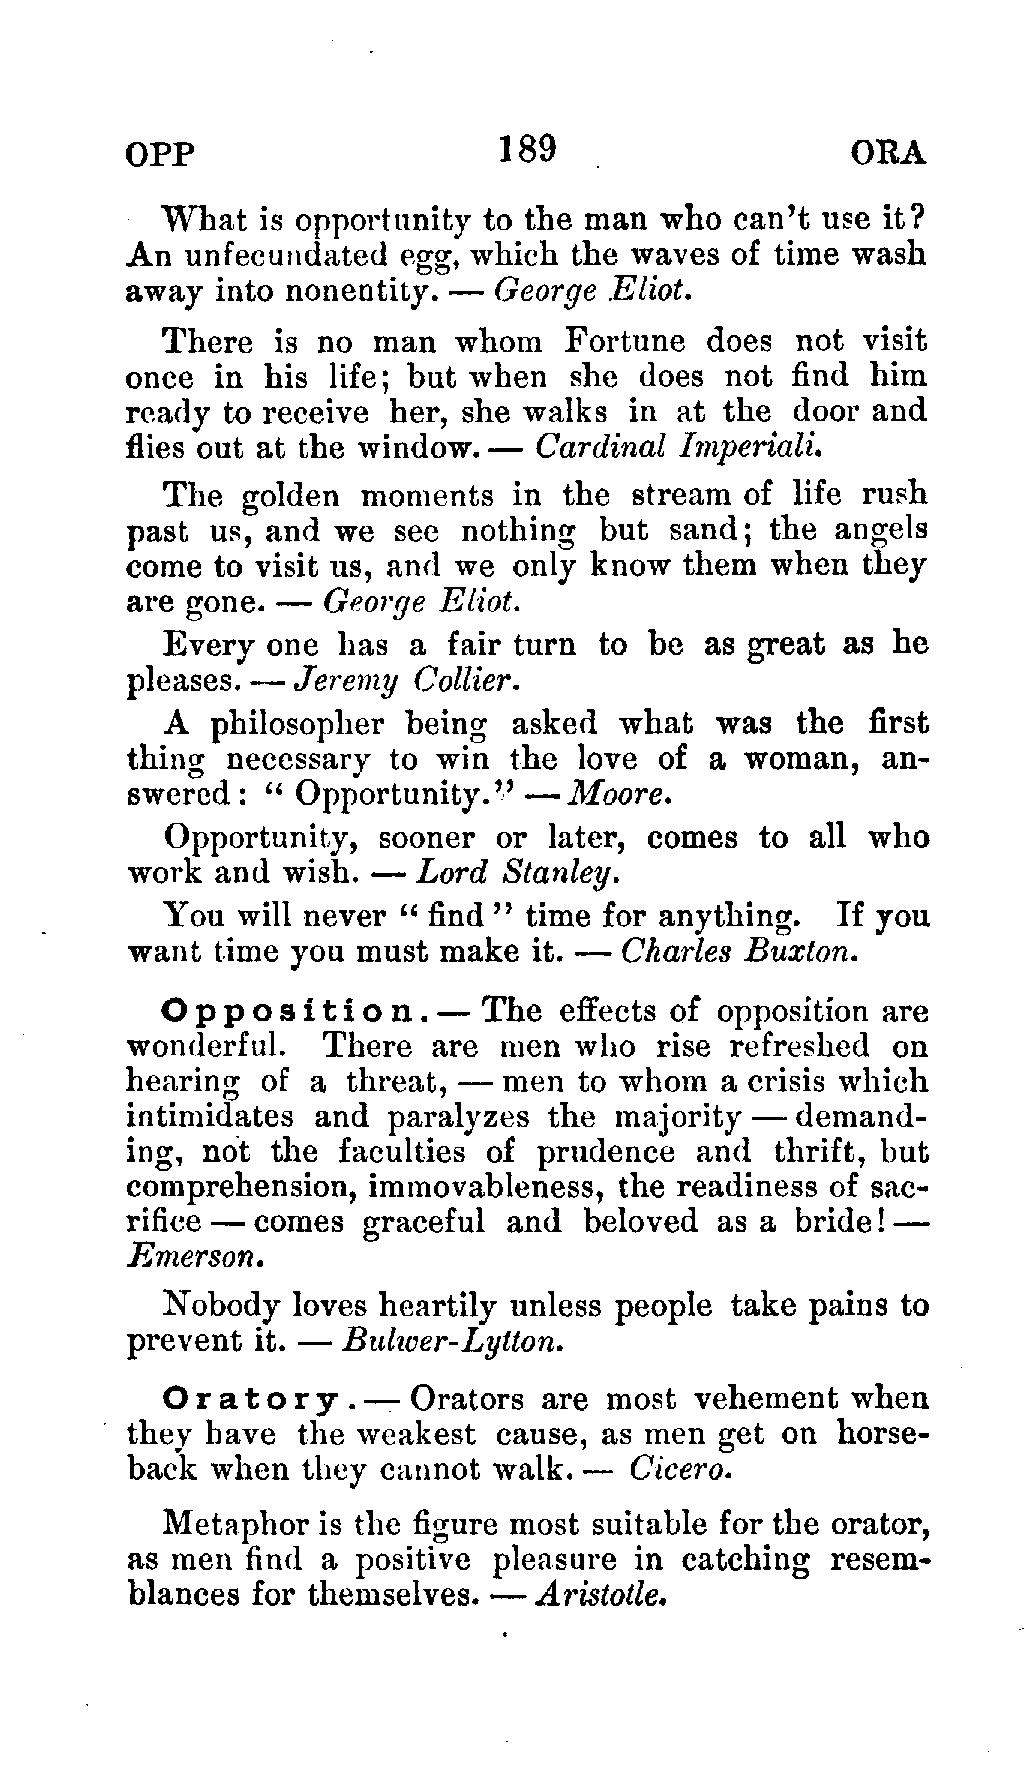 OPP 189 ORA
What is opportunity to the man who can't use it?
An unfecundated egg, which the waves of time wash
away into nonentity. — George Eliot.
There is no man whom Fortune does not visit
once in his life; but when she does not find him
ready to receive her, she walks in at the door and
flies out at the window. — Cardinal Imperiali.
The golden moments in the stream of life rush
past us, and we see nothing but sand; the angels
come to visit us, and we only know them when they
are gone. — George Eliot.
Every one has a fair turn to be as great as he
pleases. — Jeremy Collier.
A philosopher being asked what was the first
thing necessary to win the love of a woman, an-
swered: "Opportunity." — Moore.
Opportunity, sooner or later, comes to all who
work and wish. — Lord Stanley.
You will never "find" time for anything. If you
want time you must make it. — Charles Buxton.
Opposition. — The effects of opposition are
wonderful. There are men who rise refreshed on
hearing of a threat, — men to whom a crisis which
intimidates and paralyzes the majority — demand-
ing, not the faculties of prudence and thrift, but
comprehension, immovableness, the readiness of sac-
rifice — comes graceful and beloved as a bride! —
Emerson.
Nobody loves heartily unless people take pains to
prevent it. — Bulwer-Lytton.
Oratory. — Orators are most vehement when
they have the weakest cause, as men get on horse-
back when they cannot walk. — Cicero.
Metaphor is the figure most suitable for the orator,
as men find a positive pleasure in catching resem-
blances for themselves. — Aristotle.